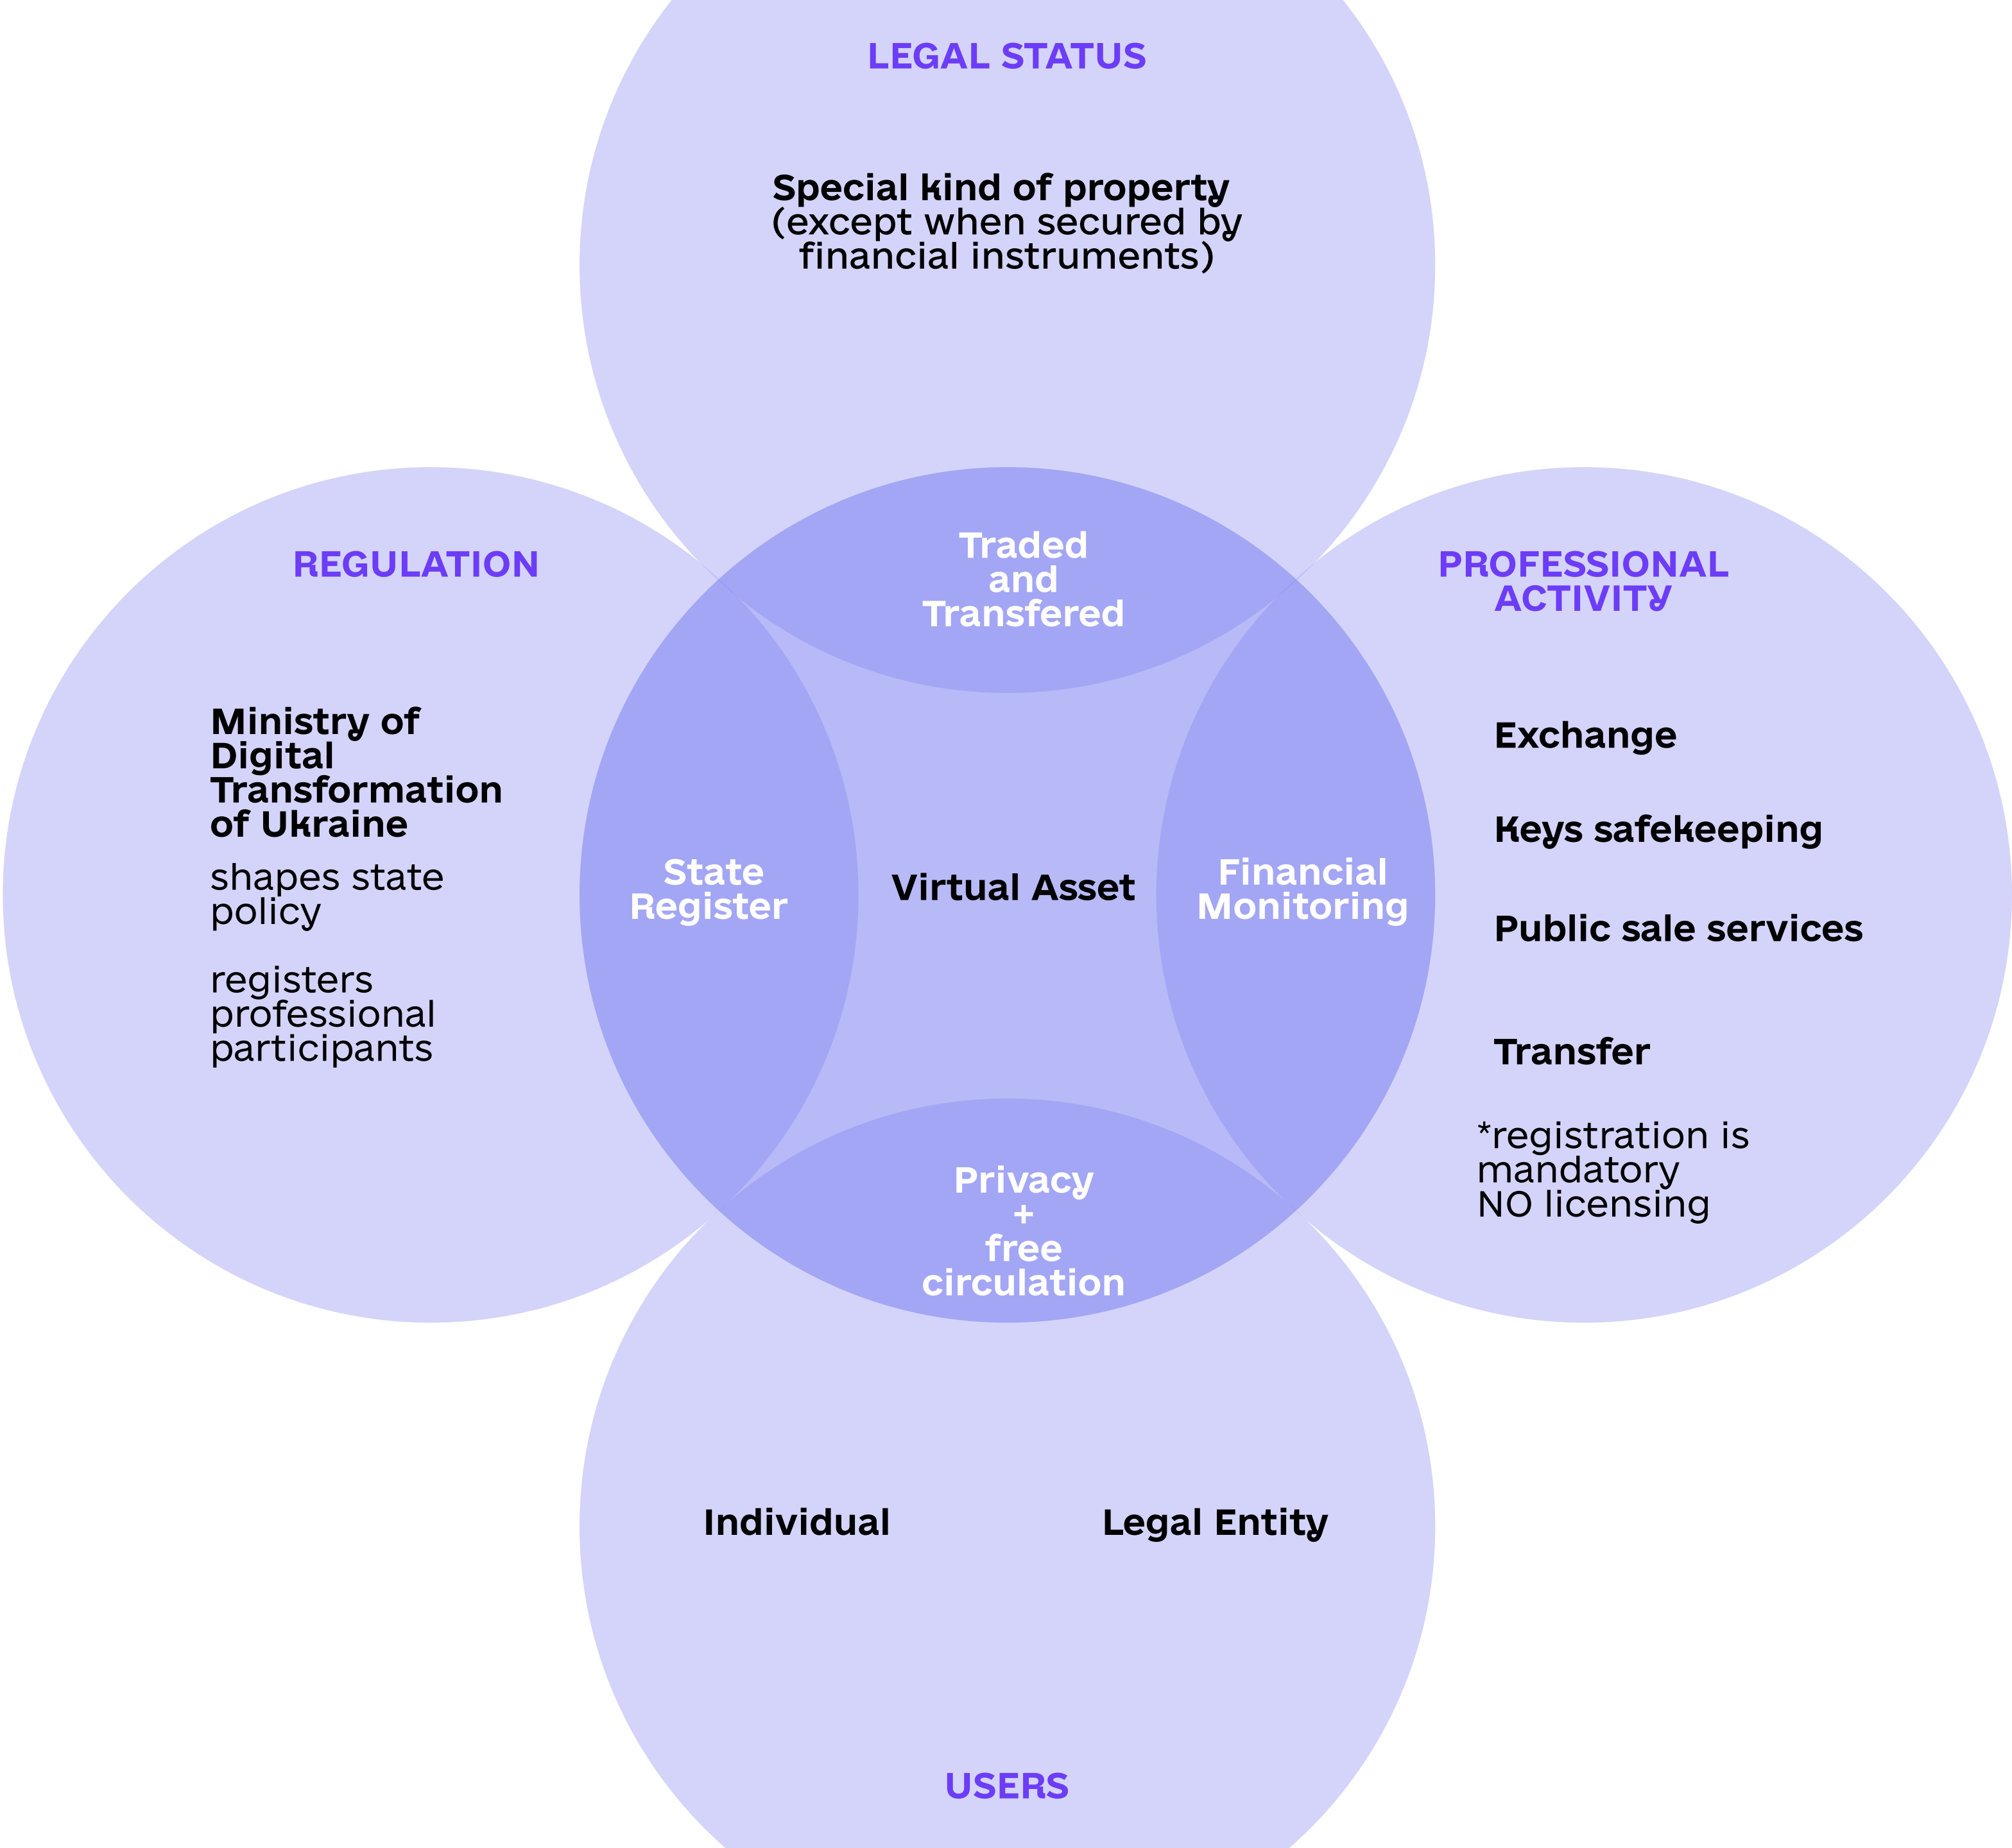 LEGAL STATUS
Special kind of property
(except when secured by
financial instruments)
Traded
and
Transfered
REGULATION
Ministry of
Digital
Transformation
of Ukraine
shapes state
policy
registers
professional
participants
State
Register
Virtual Asset
Financial
Monitoring
PROFESSIONAL
ACTIVITY
Exchange
Keys safekeeping
Public sale services
Transfer
*registration is
mandatory
NO licensing
Privacy
+
free
circulation
Individual
Legal Entity
USERS